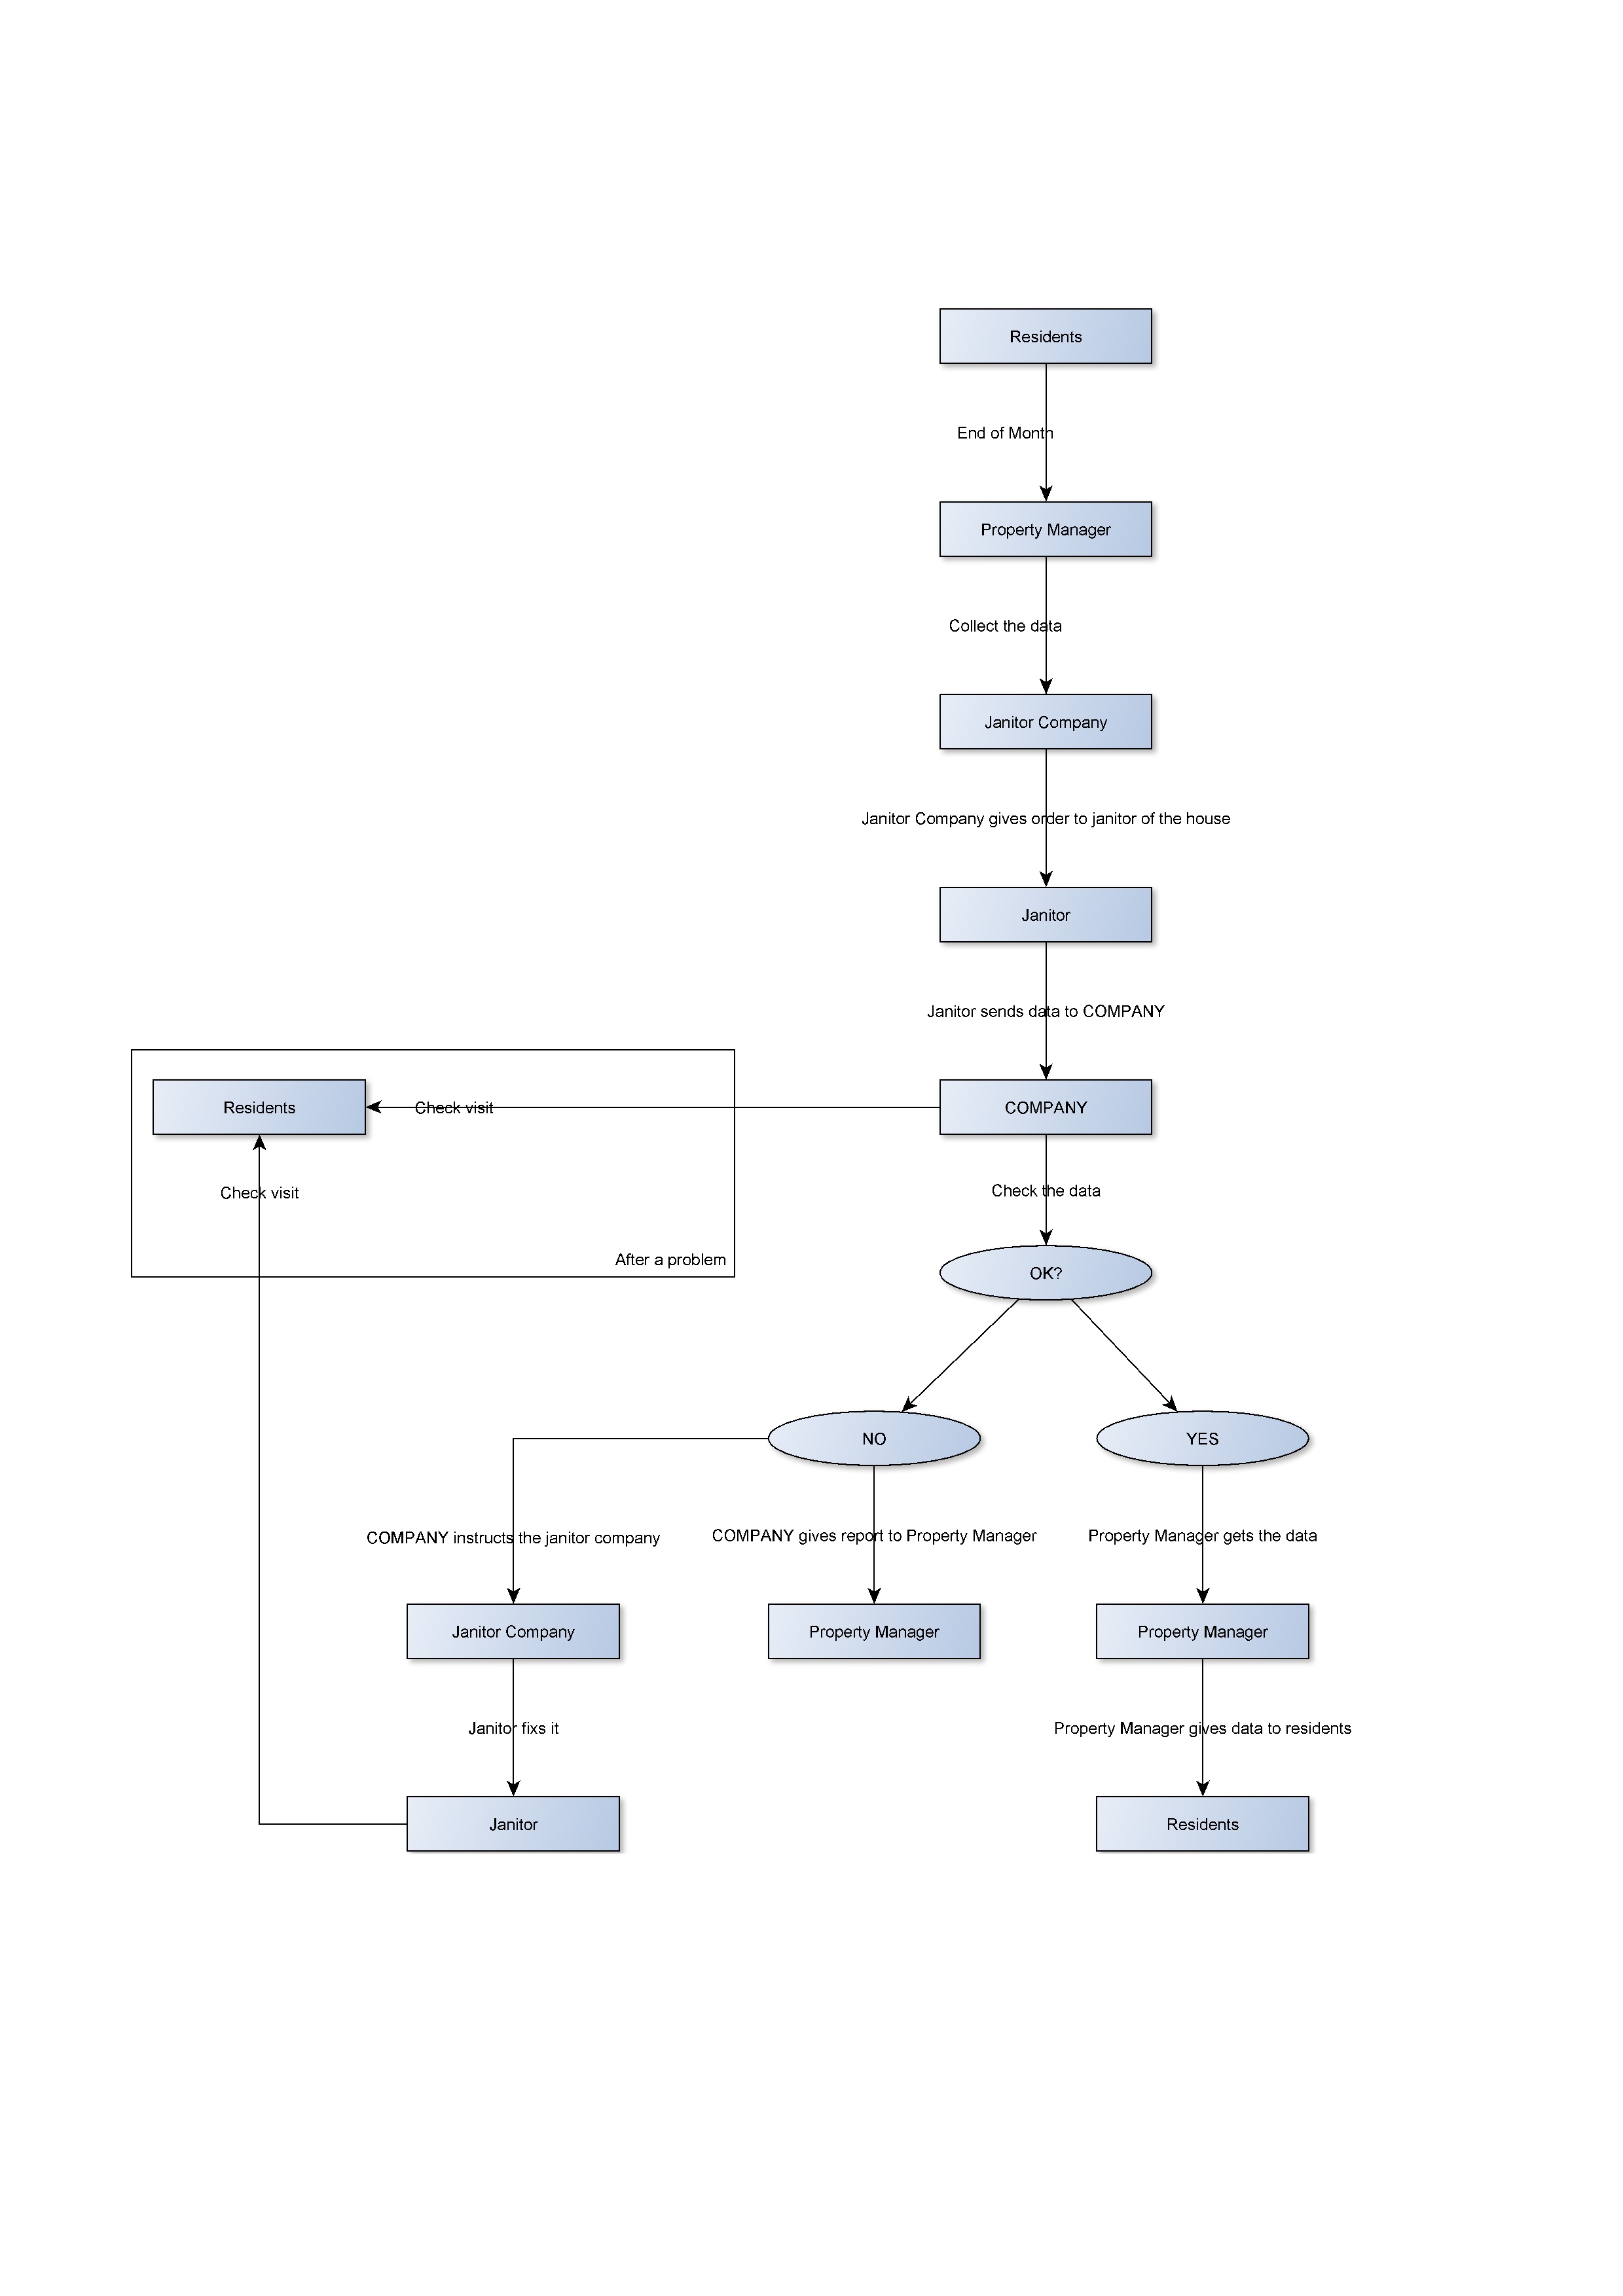 Residents
End of Month
Property Manager
Collect the data
Janitor Company
Janitor Company gives order to janitor of the house
Janitor
Janitor sends data to COMPANY
Residents
Check visit
COMPANY
Check visit
Check the data
After a problem
OK?
NO
YES
COMPANY instructs the janitor company
COMPANY gives report to Property Manager
Property Manager gets the data
Janitor Company
Property Manager
Property Manager
Janitor fixs it
Property Manager gives data to residents
Janitor
Residents